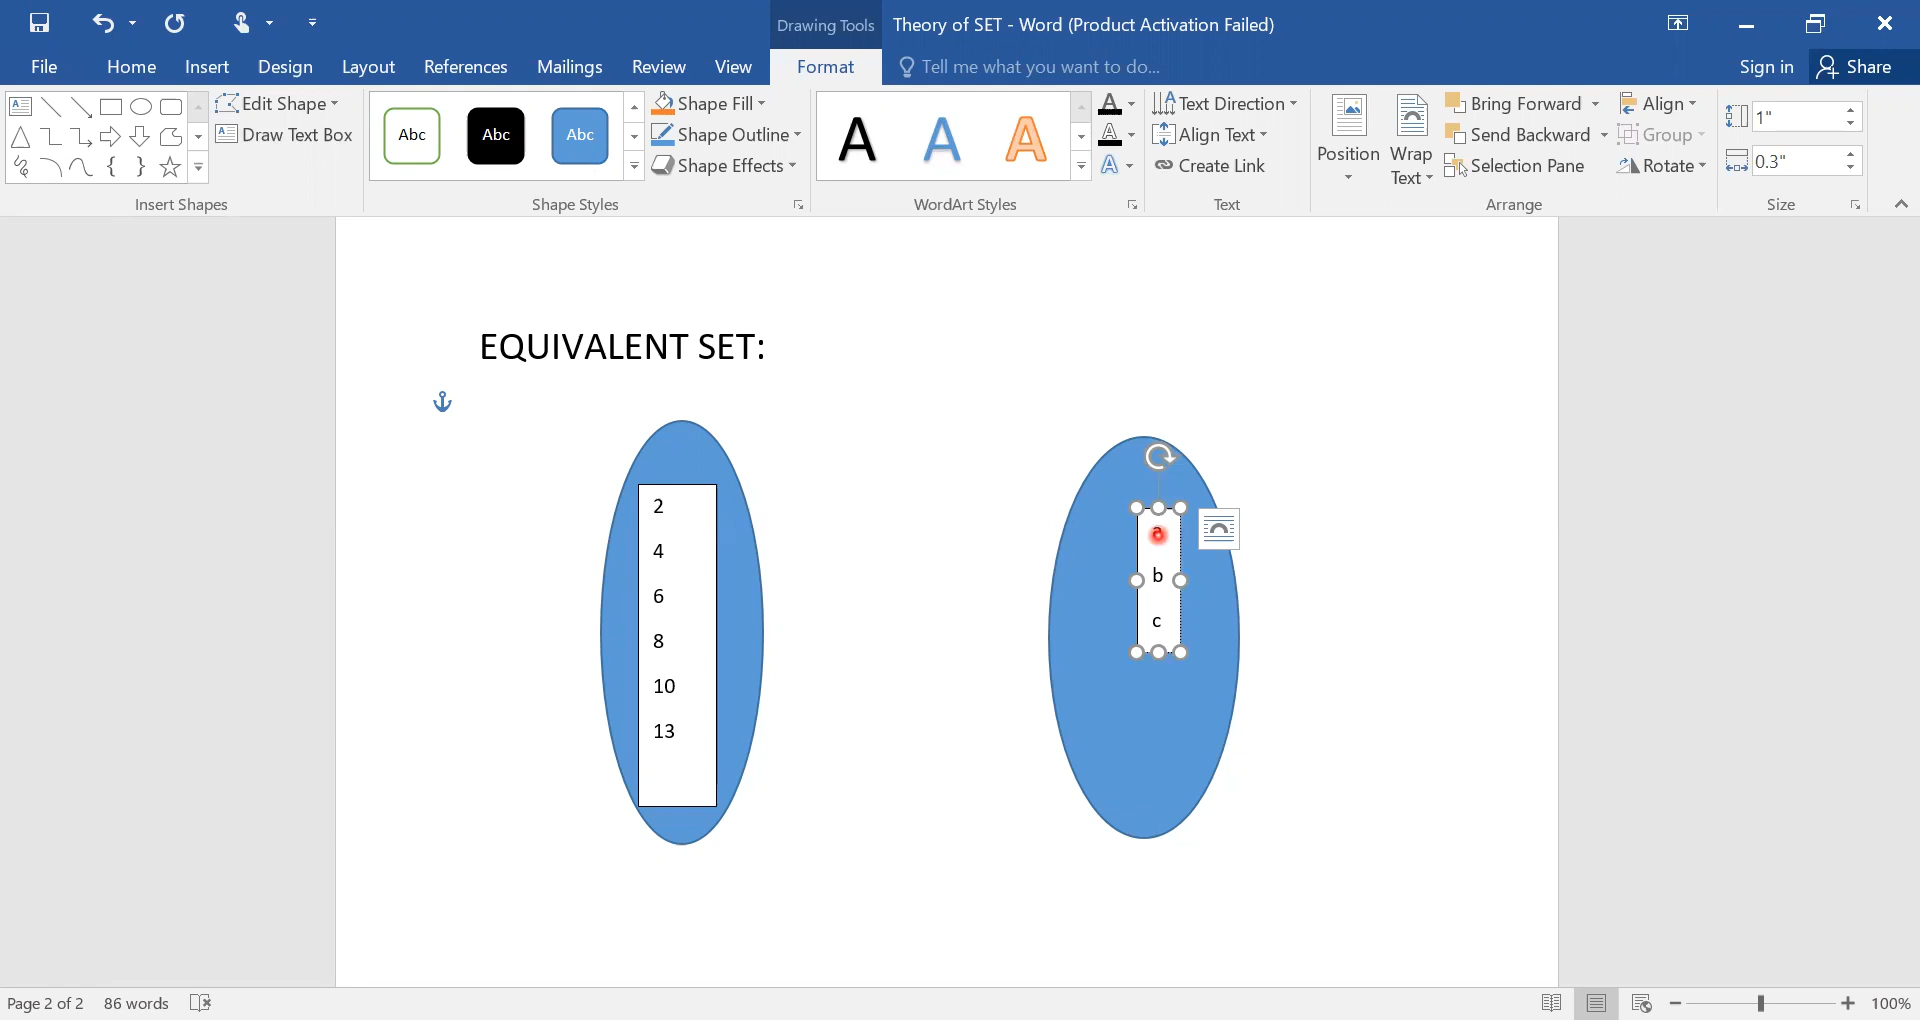 Drawing Tools
Theory of SET - Word (Product Activation Failed)
File Home Insert Design Layout References Mailings Review View Format Tell me what you want to do... Sign in Share
Edit Shape
Draw Text Box
Insert Shapes
Abc Abc Abc
Shape Fill
Shape Outline
Shape Effects
Shape Styles
A A A
WordArt Styles
Text Direction
Align Text
Create Link
Text
Position
Wrap
Text
Bring Forward
Send Backward
Selection Pane
Align
Group
Rotate
Arrange
1"
0.3"
Size
EQUIVALENT SET:
2
4
6
8
10
13
a
b
c
Page 2 of 2 86 words
100%